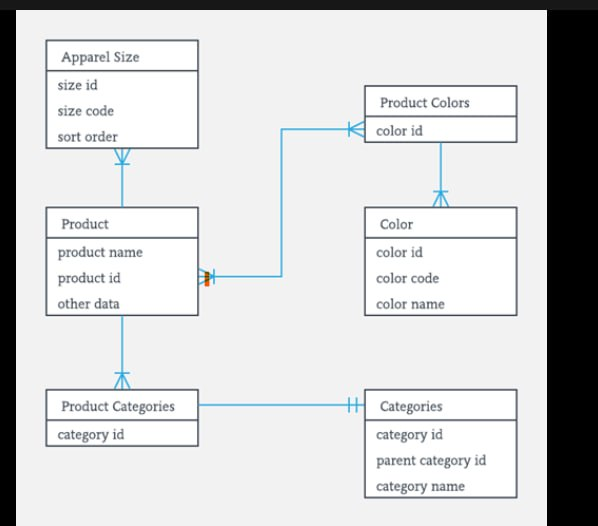 Apparel Size
size id
size code
sort order
Product Colors
color id
Product
product name
product id
other data
Color
color id
color code
color name
Product Categories
category id
Categories
category id
parent category id
category name